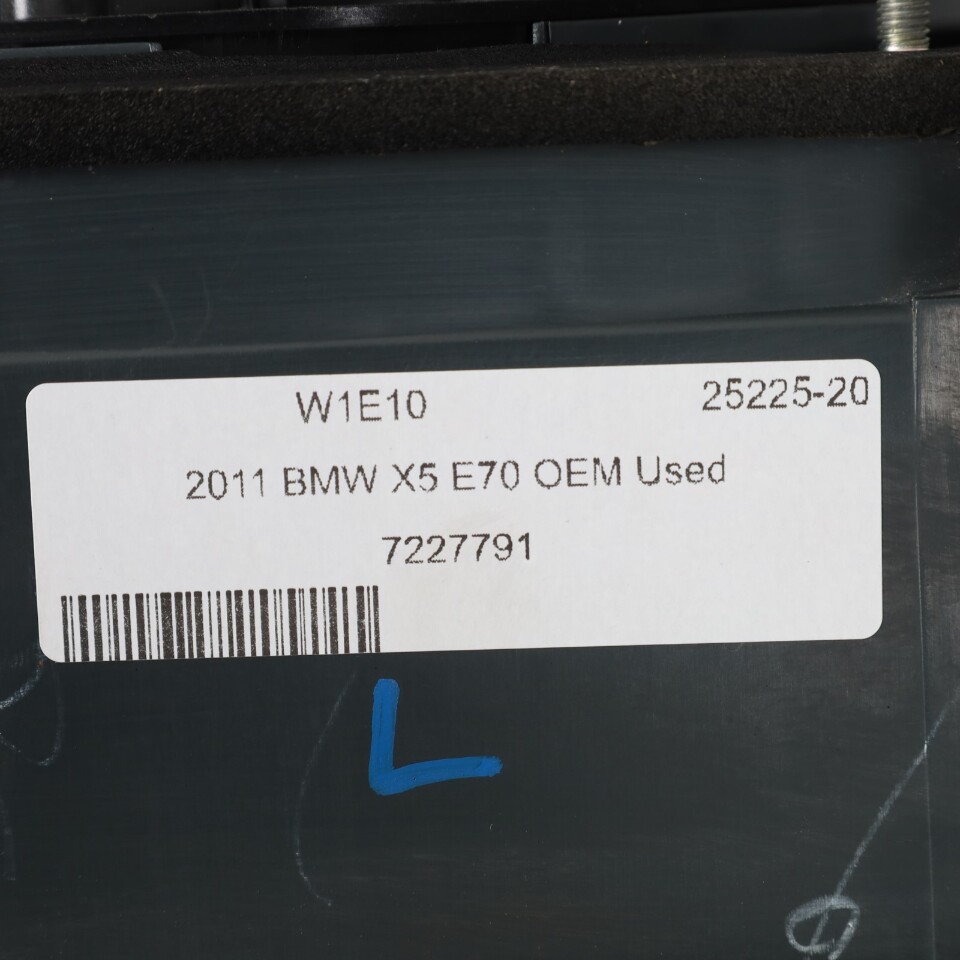 W1E10 25225-20
2011 BMW X5 E70 OEM Used
7227791
L